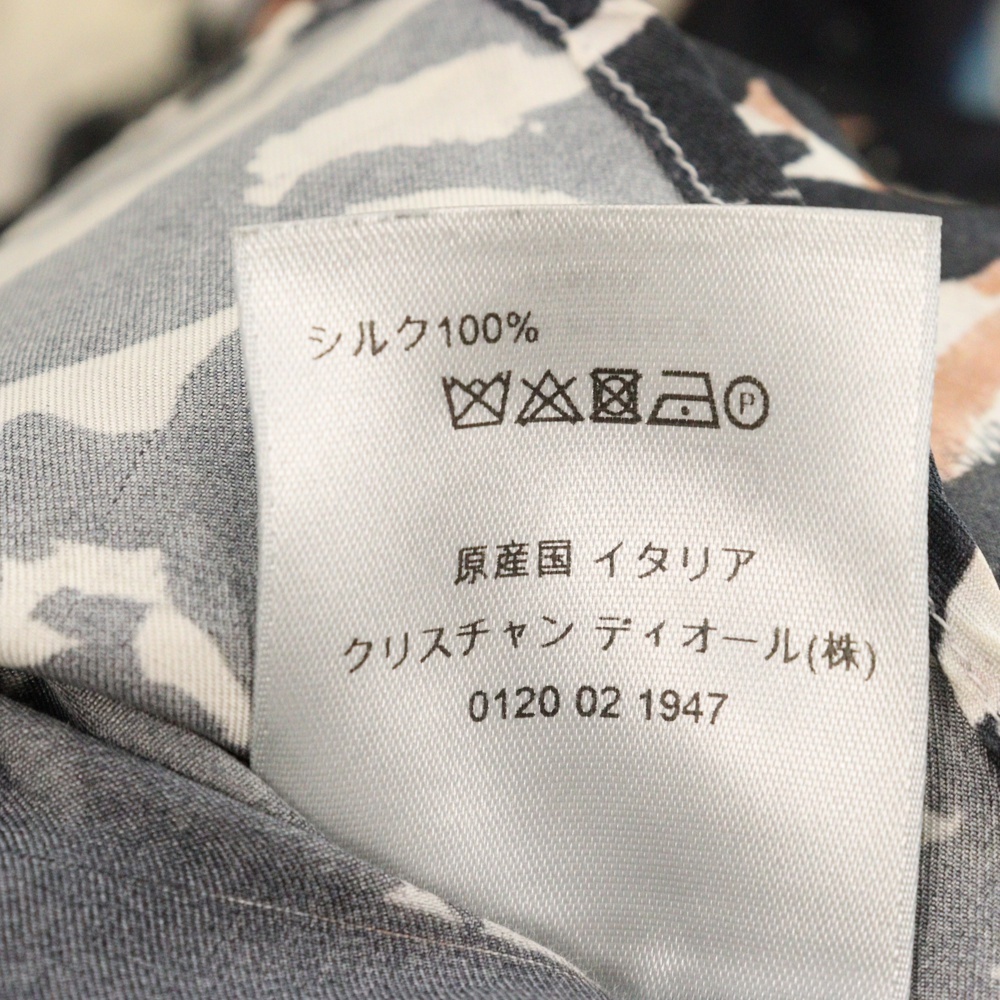 シルク100%
P
原産国 イタリア
クリスチャン ディオール(株)
0120 02 1947